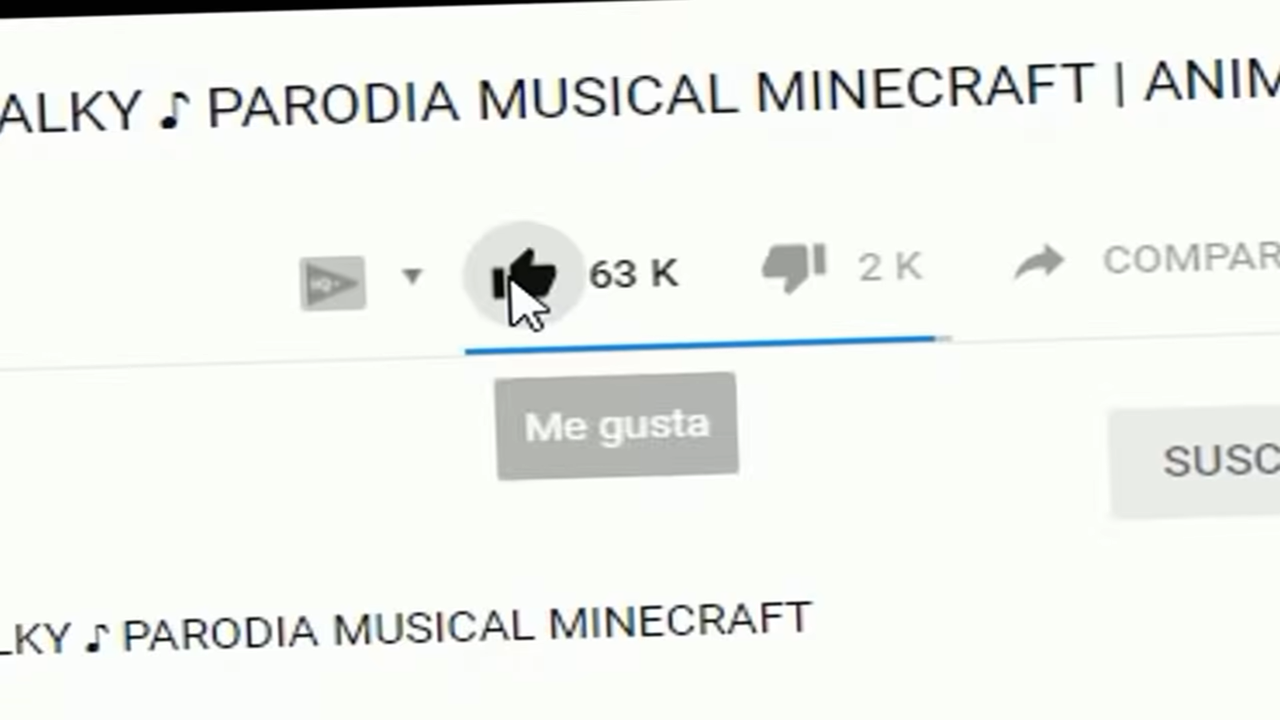 ALKY ♪ PARODIA MUSICAL MINECRAFT | ANIM
63 K 2 K COMPAR
Me gusta
SUSC
LKY ♪ PARODIA MUSICAL MINECRAFT